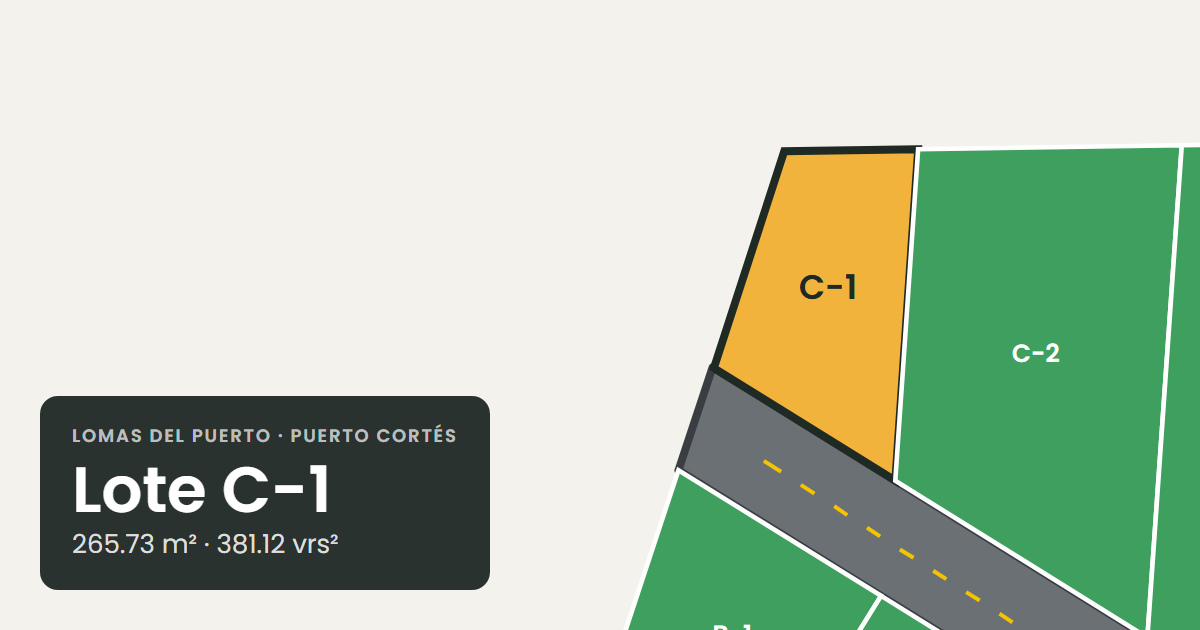 C-1
C-2
LOMAS DEL PUERTO · PUERTO CORTÉS
Lote C-1
265.73 m² · 381.12 vrs²